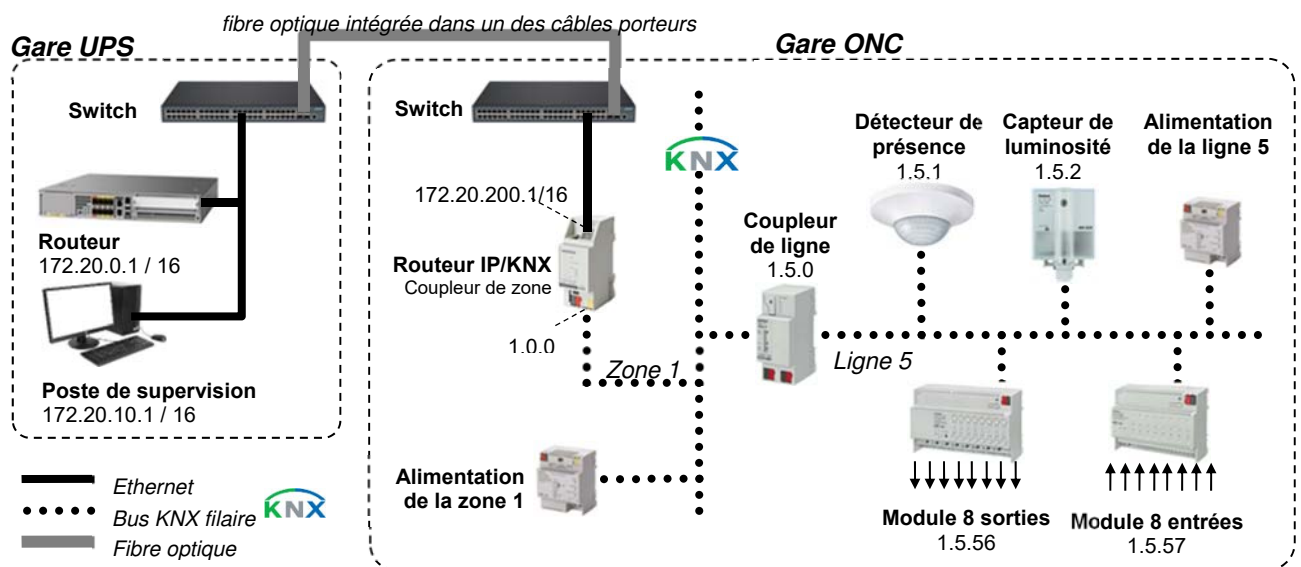 fibre optique intégrée dans un des câbles porteurs
Gare UPS
Switch
Routeur
172.20.0.1 / 16
Poste de supervision
172.20.10.1 / 16
Ethernet
Bus KNX filaire
KNX
Fibre optique
Gare ONC
Switch
KNX
172.20.200.1/16
Routeur IP/KNX
Coupleur de zone
1.0.0
Zone 1
Alimentation
de la zone 1
Coupleur
de ligne
1.5.0
Ligne 5
Détecteur de
présence
1.5.1
Capteur de
luminosité
1.5.2
Alimentation
de la ligne 5
Module 8 sorties
1.5.56
Module 8 entrées
1.5.57